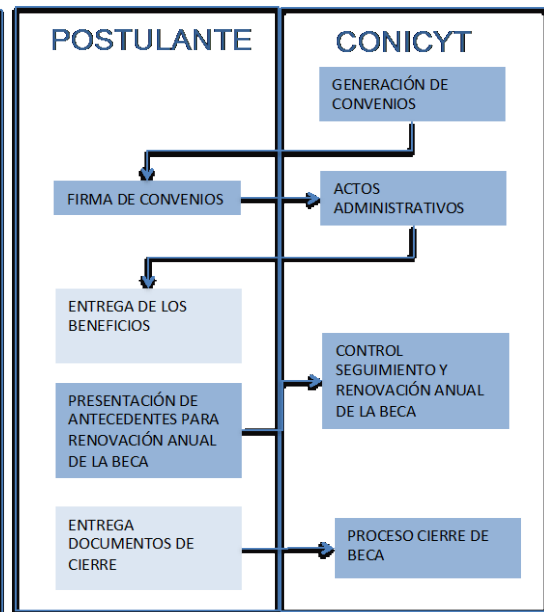 POSTULANTE
CONICYT
GENERACIÓN DE
CONVENIOS
FIRMA DE CONVENIOS
ACTOS
ADMINISTRATIVOS
ENTREGA DE LOS
BENEFICIOS
CONTROL
SEGUIMIENTO Y
RENOVACIÓN ANUAL
DE LA BECA
PRESENTACIÓN DE
ANTECEDENTES PARA
RENOVACIÓN ANUAL
DE LA BECA
ENTREGA
DOCUMENTOS DE
CIERRE
PROCESO CIERRE DE
BECA